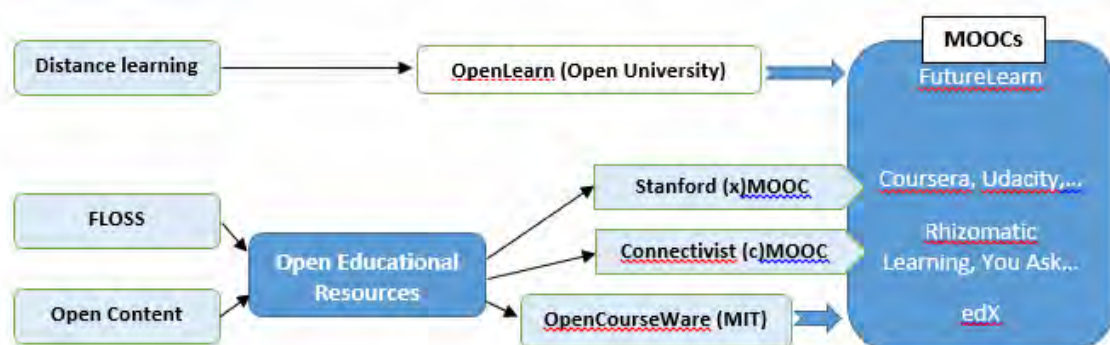 MOOCs
Distance learning
OpenLearn (Open University)
FutureLearn
Stanford (x)MOOC
Coursera, Udacity,...
FLOSS
Connectivist (c)MOOC
Rhizomatic
Learning, You Ask...
Open Educational
Resources
Open Content
OpenCourseWare (MIT)
edX